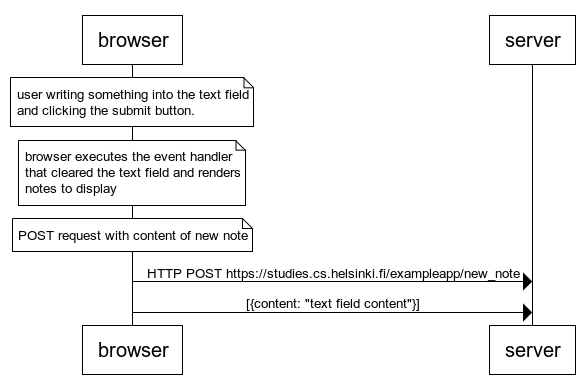 browser
server
user writing something into the text field
and clicking the submit button.
browser executes the event handler
that cleared the text field and renders
notes to display
POST request with content of new note
HTTP POST https://studies.cs.helsinki.fi/exampleapp/new_note
[{content: "text field content"}]
browser
server